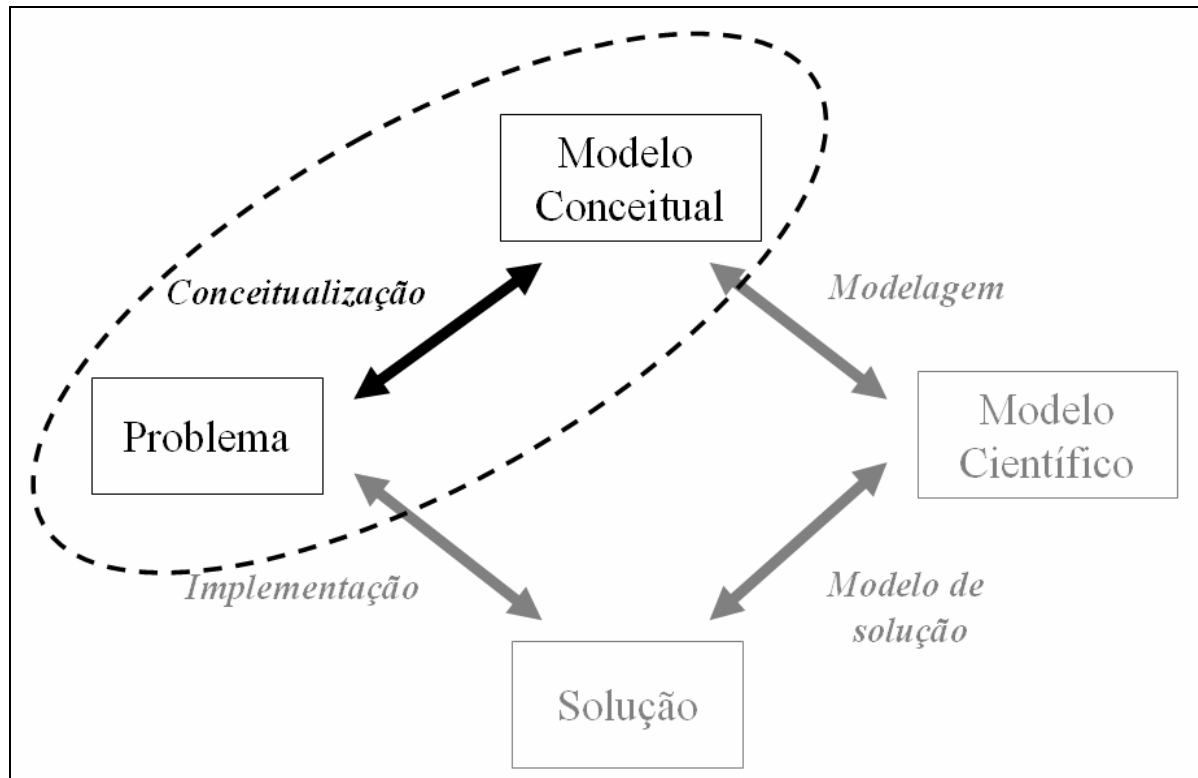 Modelo
Conceitual
Conceitualização
Modelagem
Problema
Modelo
Científico
Implementação
Modelo de
solução
Solução